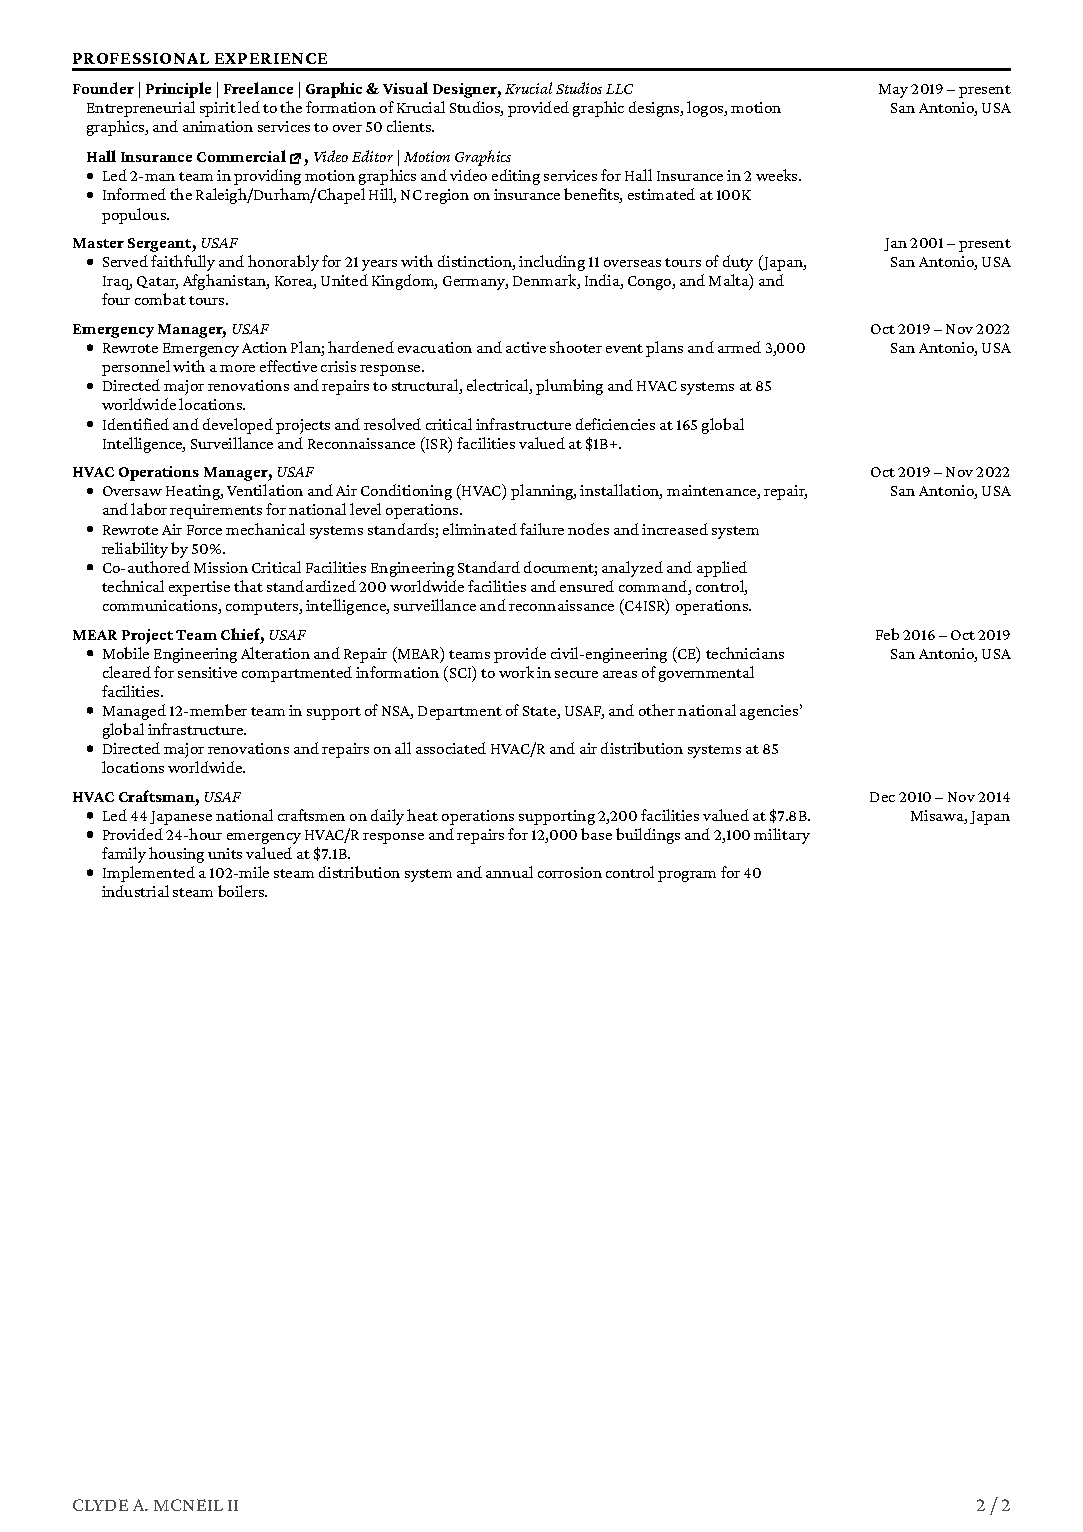 PROFESSIONAL EXPERIENCE
Founder | Principle | Freelance | Graphic & Visual Designer, Krucial Studios LLC May 2019 – present
Entrepreneurial spirit led to the formation of Krucial Studios, provided graphic designs, logos, motion San Antonio, USA
graphics, and animation services to over 50 clients.
Hall Insurance Commercial , Video Editor | Motion Graphics
• Led 2-man team in providing motion graphics and video editing services for Hall Insurance in 2 weeks.
• Informed the Raleigh/Durham/Chapel Hill, NC region on insurance benefits, estimated at 100K
populous.
Master Sergeant, USAF Jan 2001 – present
• Served faithfully and honorably for 21 years with distinction, including 11 overseas tours of duty (Japan, San Antonio, USA
Iraq, Qatar, Afghanistan, Korea, United Kingdom, Germany, Denmark, India, Congo, and Malta) and
four combat tours.
Emergency Manager, USAF Oct 2019 – Nov 2022
• Rewrote Emergency Action Plan; hardened evacuation and active shooter event plans and armed 3,000 San Antonio, USA
personnel with a more effective crisis response.
• Directed major renovations and repairs to structural, electrical, plumbing and HVAC systems at 85
worldwide locations.
• Identified and developed projects and resolved critical infrastructure deficiencies at 165 global
Intelligence, Surveillance and Reconnaissance (ISR) facilities valued at $1B+.
HVAC Operations Manager, USAF Oct 2019 – Nov 2022
• Oversaw Heating, Ventilation and Air Conditioning (HVAC) planning, installation, maintenance, repair, San Antonio, USA
and labor requirements for national level operations.
• Rewrote Air Force mechanical systems standards; eliminated failure nodes and increased system
reliability by 50%.
• Co-authored Mission Critical Facilities Engineering Standard document; analyzed and applied
technical expertise that standardized 200 worldwide facilities and ensured command, control,
communications, computers, intelligence, surveillance and reconnaissance (C4ISR) operations.
MEAR Project Team Chief, USAF Feb 2016 – Oct 2019
• Mobile Engineering Alteration and Repair (MEAR) teams provide civil-engineering (CE) technicians San Antonio, USA
cleared for sensitive compartmented information (SCI) to work in secure areas of governmental
facilities.
• Managed 12-member team in support of NSA, Department of State, USAF, and other national agencies’
global infrastructure.
• Directed major renovations and repairs on all associated HVAC/R and air distribution systems at 85
locations worldwide.
HVAC Craftsman, USAF Dec 2010 – Nov 2014
• Led 44 Japanese national craftsmen on daily heat operations supporting 2,200 facilities valued at $7.8B. Misawa, Japan
• Provided 24-hour emergency HVAC/R response and repairs for 12,000 base buildings and 2,100 military
family housing units valued at $7.1B.
• Implemented a 102-mile steam distribution system and annual corrosion control program for 40
industrial steam boilers.
CLYDE A. MCNEIL II 2 / 2